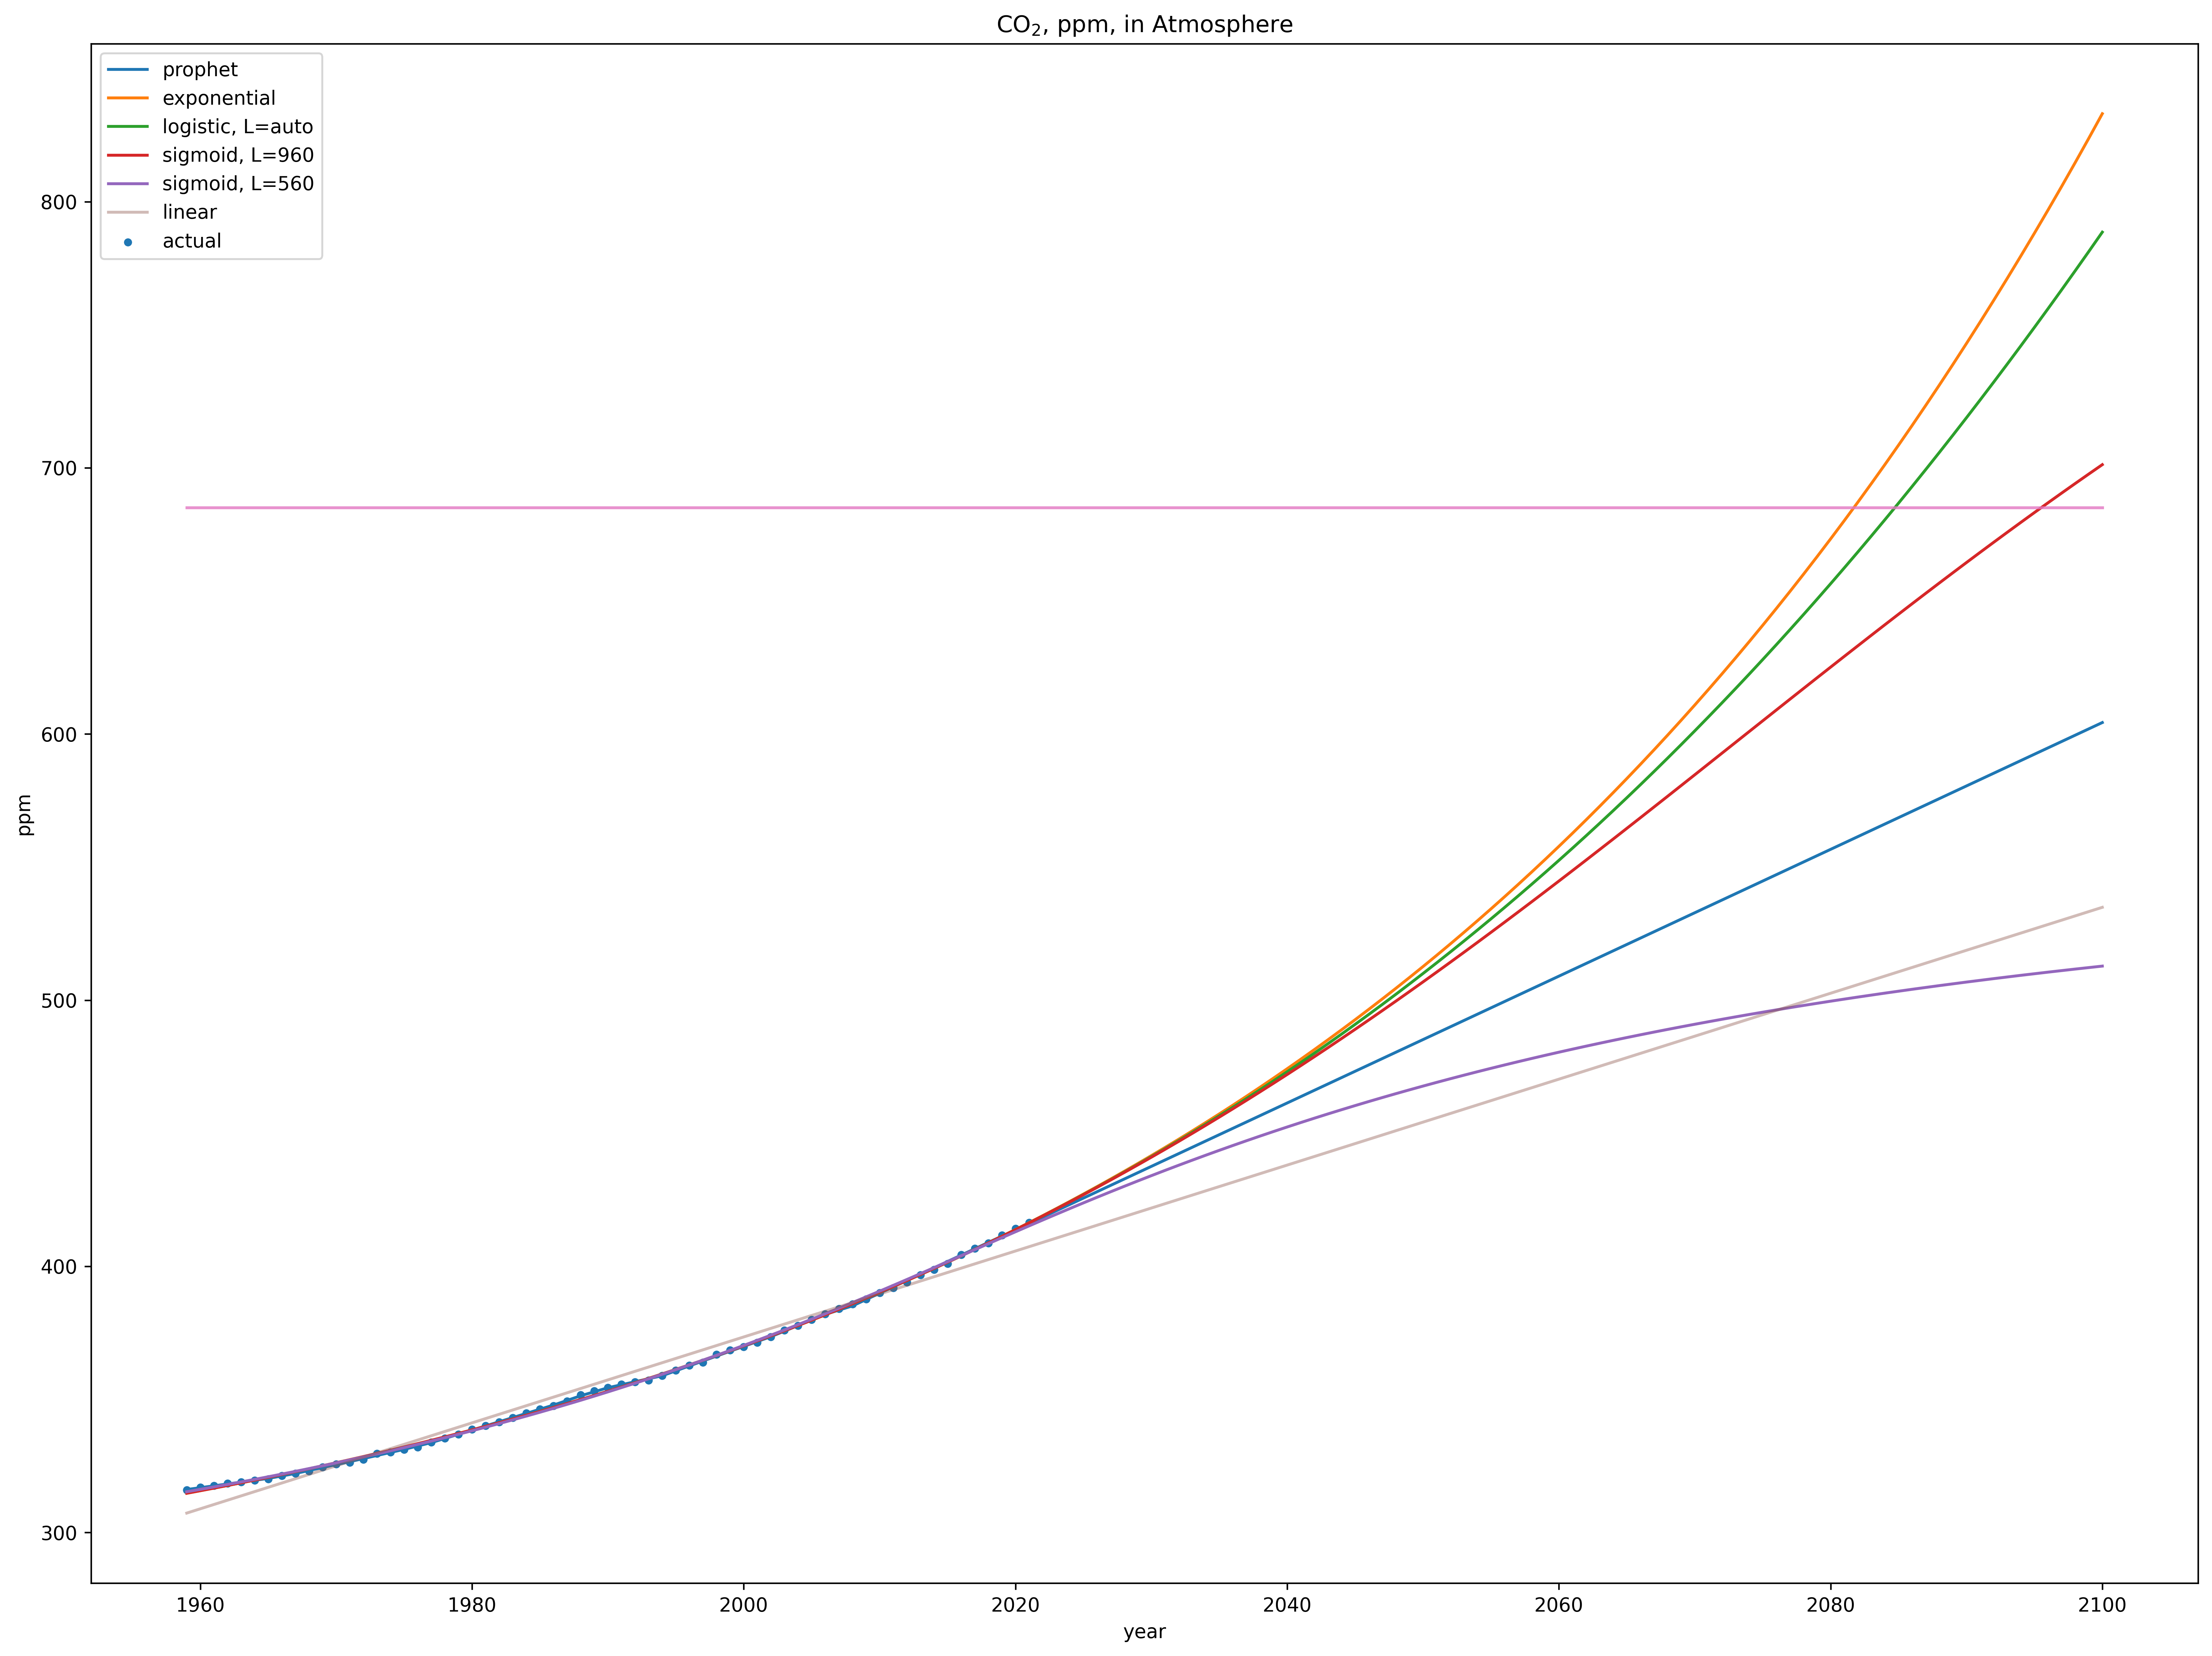 CO₂, ppm, in Atmosphere
prophet
exponential
logistic, L=auto
sigmoid, L=960
sigmoid, L=560
linear
actual
800
700
600
500
400
300
ppm
1960 1980 2000 2020 2040 2060 2080 2100
year